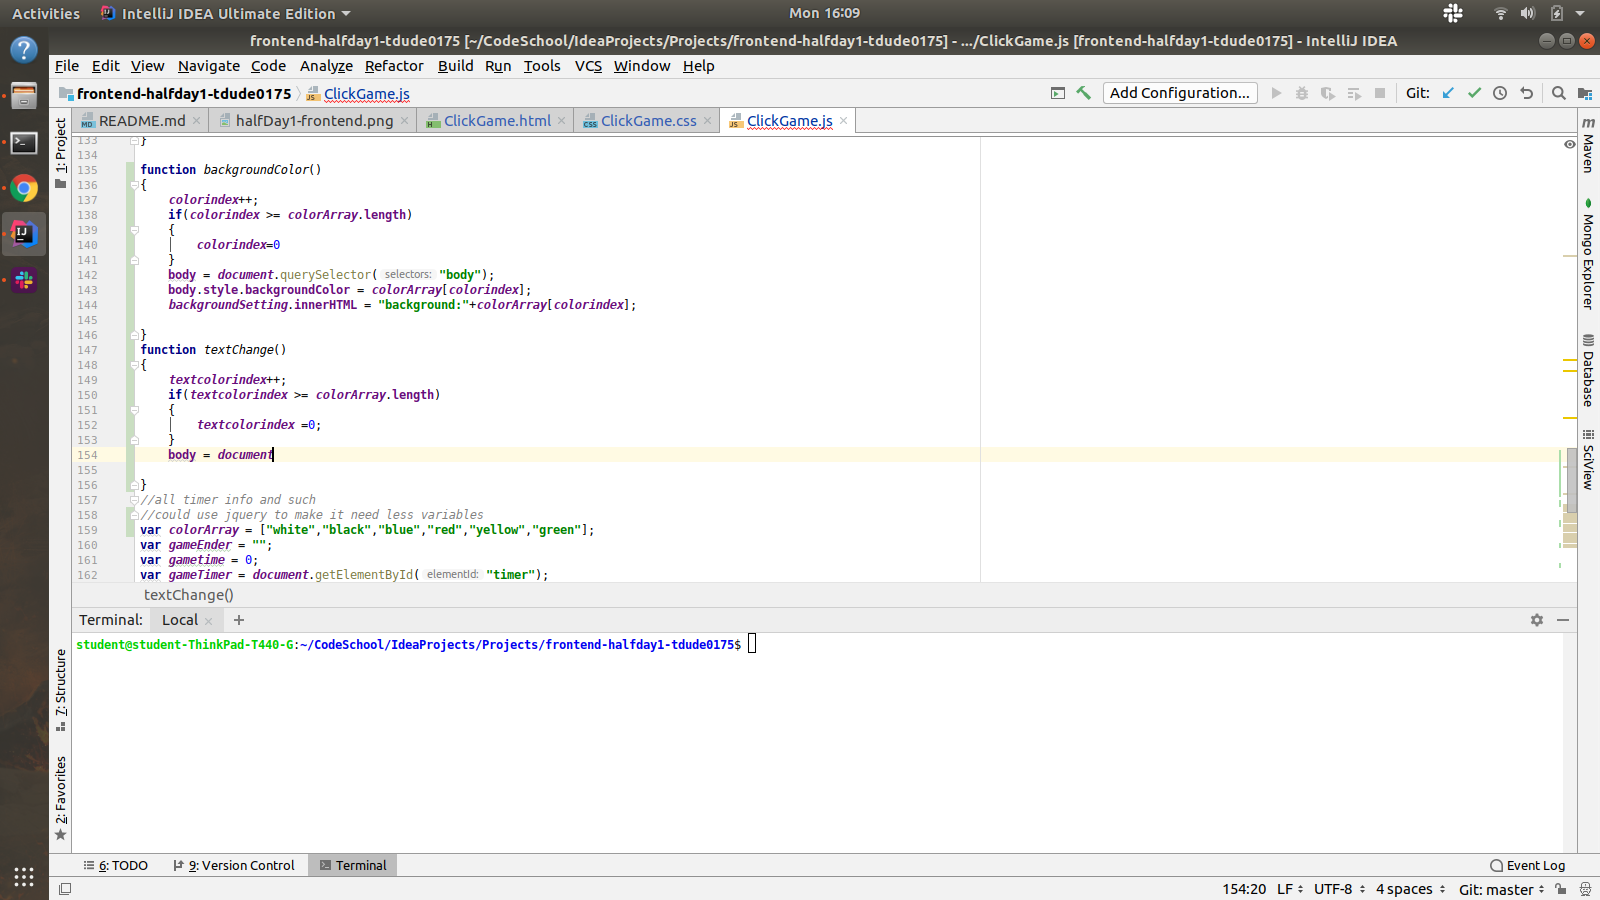 Activities IntelliJ IDEA Ultimate Edition Mon 16:09
frontend-halfday1-tdude0175 [~/CodeSchool/IdeaProjects/Projects/frontend-halfday1-tdude0175] - .../ClickGame.js [frontend-halfday1-tdude0175] - IntelliJ IDEA
File Edit View Navigate Code Analyze Refactor Build Run Tools VCS Window Help
frontend-halfday1-tdude0175 ClickGame.js Add Configuration... Git:
README.md halfDay1-frontend.png ClickGame.html ClickGame.css ClickGame.js
133 }
134
135 function backgroundColor()
136 {
137 colorindex++;
138 if(colorindex >= colorArray.length)
139 {
140 colorindex=0
141 }
142 body = document.querySelector( selectors: "body");
143 body.style.backgroundColor = colorArray[colorindex];
144 backgroundSetting.innerHTML = "background:"+colorArray[colorindex];
145
146 }
147 function textChange()
148 {
149 textcolorindex++;
150 if(textcolorindex >= colorArray.length)
151 {
152 textcolorindex =0;
153 }
154 body = document
155
156 }
157 //all timer info and such
158 //could use jquery to make it need less variables
159 var colorArray = ["white","black","blue","red","yellow","green"];
160 var gameEnder = "";
161 var gametime = 0;
162 var gameTimer = document.getElementById( elementId: "timer");
textChange()
Terminal: Local +
student@student-ThinkPad-T440-G:~/CodeSchool/IdeaProjects/Projects/frontend-halfday1-tdude0175$
1: Project
7: Structure
2: Favorites
Maven
Mongo Explorer
Database
SciView
6: TODO 9: Version Control Terminal Event Log
154:20 LF UTF-8 4 spaces Git: master